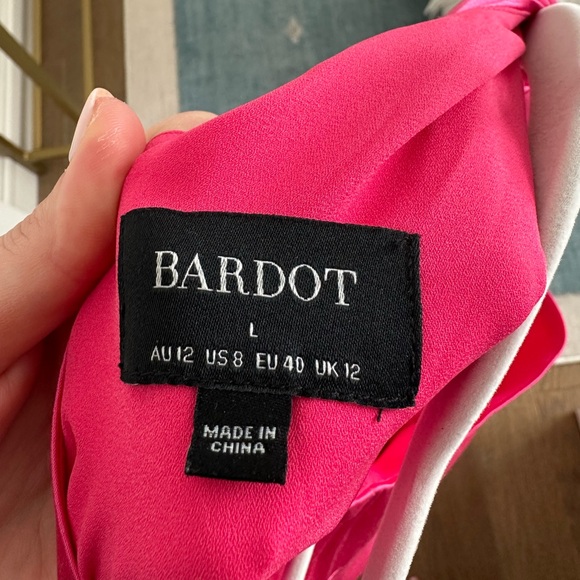 BARDOT
L
AU 12 US 8 EU 40 UK 12
MADE IN
CHINA